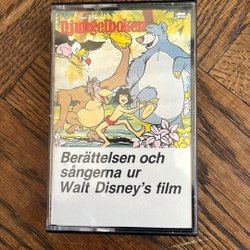 Djungelboken
Berättelsen och
sångerna ur
Walt Disney's film